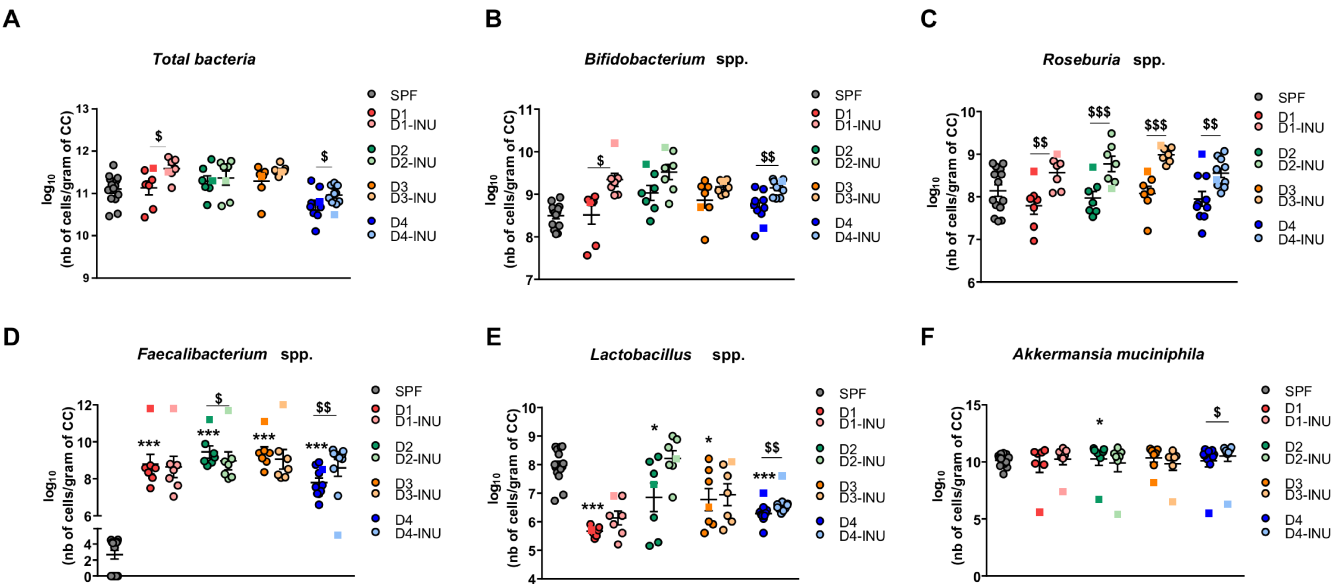 A
Total bacteria
log10
(nb of cells/gram of CC)
13
12
11
10
9
$
$
SPF
D1
D1-INU
D2
D2-INU
D3
D3-INU
D4
D4-INU
B
Bifidobacterium spp.
log10
(nb of cells/gram of CC)
11
10
9
8
7
$
$$
SPF
D1
D1-INU
D2
D2-INU
D3
D3-INU
D4
D4-INU
C
Roseburia spp.
log10
(nb of cells/gram of CC)
10
9
8
7
6
$$
$$$
$$$
$$
SPF
D1
D1-INU
D2
D2-INU
D3
D3-INU
D4
D4-INU
D
Faecalibacterium spp.
log10
(nb of cells/gram of CC)
12
10
8
6
4
2
0
***
***
$
***
***
$$
SPF
D1
D1-INU
D2
D2-INU
D3
D3-INU
D4
D4-INU
E
Lactobacillus spp.
log10
(nb of cells/gram of CC)
10
9
8
7
6
5
4
***
*
*
***
$$
SPF
D1
D1-INU
D2
D2-INU
D3
D3-INU
D4
D4-INU
F
Akkermansia muciniphila
log10
(nb of cells/gram of CC)
15
10
5
0
*
$
SPF
D1
D1-INU
D2
D2-INU
D3
D3-INU
D4
D4-INU